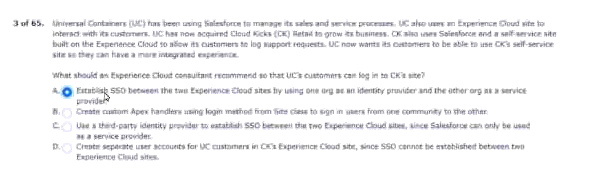 3 of 65. Universal Containers (UC) has been using Salesforce to manage its sales and service processes. UC also uses an Experience Cloud site to
interact with its customers. UC has now acquired Cloud Kicks (CK) Retail to grow its business. CK also uses Salesforce and a self-service site
built on the Experience Cloud to allow its customers to log support requests. UC now wants its customers to be able to use CK's self-service
site so they can have a more integrated experience.
What should an Experience Cloud consultant recommend so that UC's customers can log in to CK's site?
A. Establish SSO between the two Experience Cloud sites by using one org as an identity provider and the other org as a service
provider
B. Create custom Apex handlers using login method from Site class to sign in users from one community to the other.
C. Use a third-party identity provider to establish SSO between the two Experience Cloud sites, since Salesforce can only be used
as a service provider.
D. Create separate user accounts for UC customers in CK's Experience Cloud site, since SSO cannot be established between two
Experience Cloud sites.